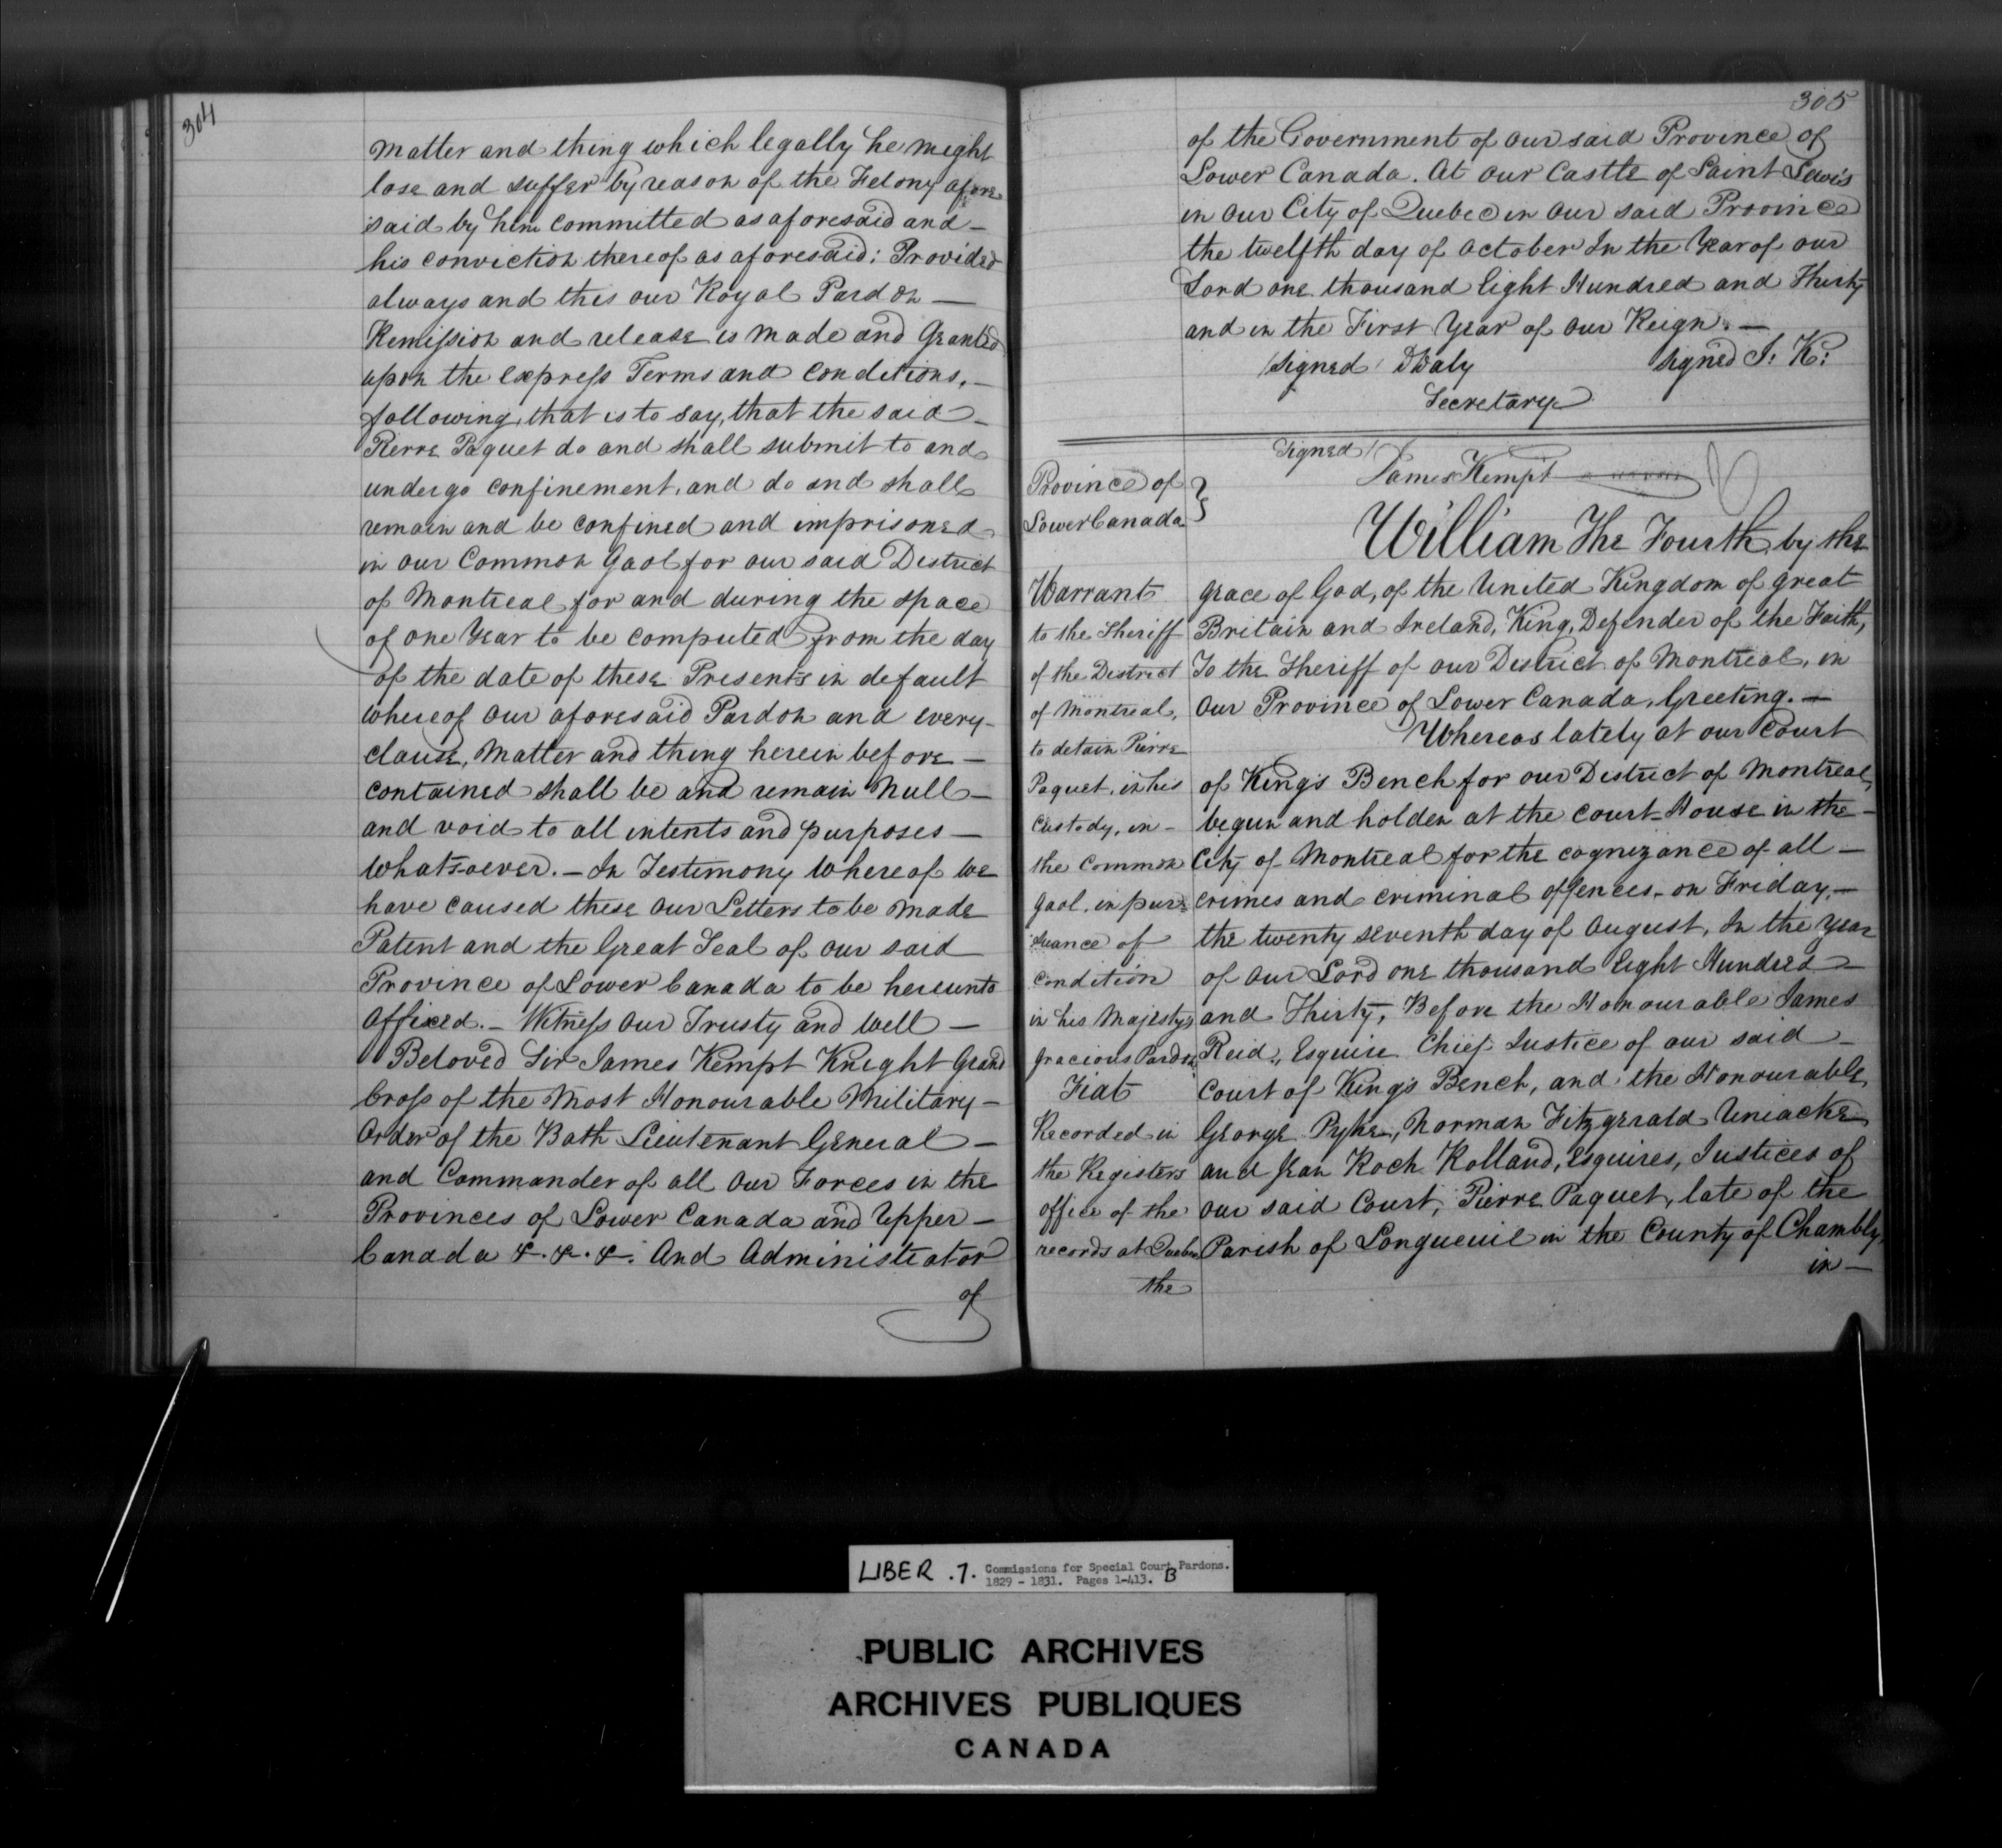 304
matter and thing which legally he might
lose and suffer by reason of the Felony afore
said by him committed as aforesaid and —
his conviction thereof as aforesaid: Provided
always and this our Royal Pardon —
Remission and release is made and Granted
upon the express Terms and conditions, —
following, that is to say, that the said —
Pierre Paquet do and shall submit to and
undergo confinement, and do and shall
remain and be confined and imprisoned
in our Common Gaol for our said District
of Montreal for and during the space
of one Year to be computed from the day
of the date of these Presents in default
whereof our aforesaid Pardon and every —
clause, Matter and thing herein before —
contained shall be and remain Null —
and void to all intents and purposes —
whatsoever. — In Testimony whereof we
have caused these our Letters to be made
Patent and the Great Seal of our said
Province of Lower Canada to be hereunto
Affixed. — Witness our Trusty and well —
Beloved Sir James Kempt Knight Grand
Cross of the Most Honourable Military —
Order of the Bath Lieutenant General —
and Commander of all our Forces in the
Provinces of Lower Canada and Upper —
Canada &. &. &. And Administrator
of
305
of the Government of our said Province of
Lower Canada. At our Castle of Saint Lewis
in our City of Quebec in our said Province
the twelfth day of October In the Year of our
Lord one thousand Eight Hundred and Thirty
and in the First Year of our Reign. —
(signed) D Daly signed J: K:
Secretary
signed)
James Kempt
Province of }
Lower Canada
William The Fourth by the
Warrant
to the Sheriff
of the District
of Montreal,
to detain Pierre
Paquet, in his
Custody, in —
the Common
Gaol, in pur=
suance of
condition
in his Majesty's
gracious Pardon
Fiat
Recorded in
the Registers
office of the
records at Quebec
the
grace of God, of the United Kingdom of great
Britain and Ireland, King, Defender of the Faith,
To the Sheriff of our District of Montreal, in
our Province of Lower Canada, Greeting. —
Whereas lately at our Court
of King's Bench for our District of Montreal,
begun and holden at the Court-House in the —
City of Montreal for the cognizance of all —
crimes and criminal offences, on Friday, —
the twenty seventh day of August, In the year
of our Lord one thousand Eight Hundred —
and Thirty, Before the Honourable James
Reid, Esquire Chief Justice of our said —
Court of King's Bench, and the Honourable
George Pyke, Norman Fitzgerald Uniacke
and Jean Roch Rolland, Esquires, Justices of
our said Court, Pierre Paquet, late of the
Parish of Longueuil in the County of Chambly,
in —
LIBER .7. Commissions for Special Court Pardons.
1829 - 1831. Pages 1-413. B
PUBLIC ARCHIVES
ARCHIVES PUBLIQUES
CANADA